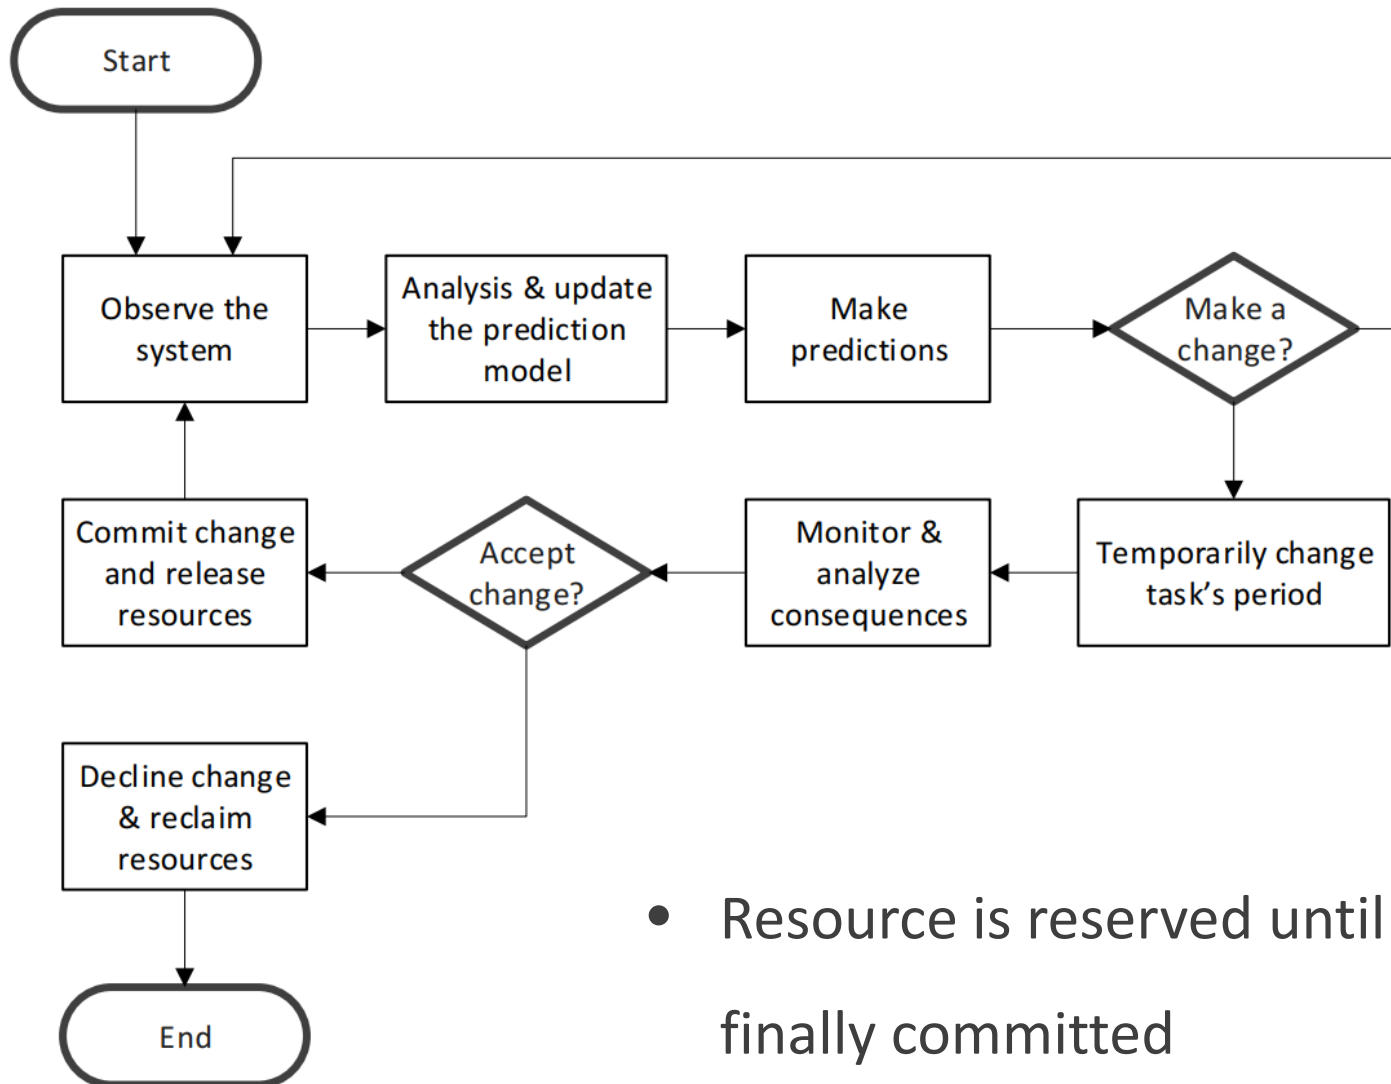 Start
Observe the
system
Analysis & update
the prediction
model
Make
predictions
Make a
change?
Temporarily change
task’s period
Monitor &
analyze
consequences
Accept
change?
Commit change
and release
resources
Decline change
& reclaim
resources
End
• Resource is reserved until
finally committed